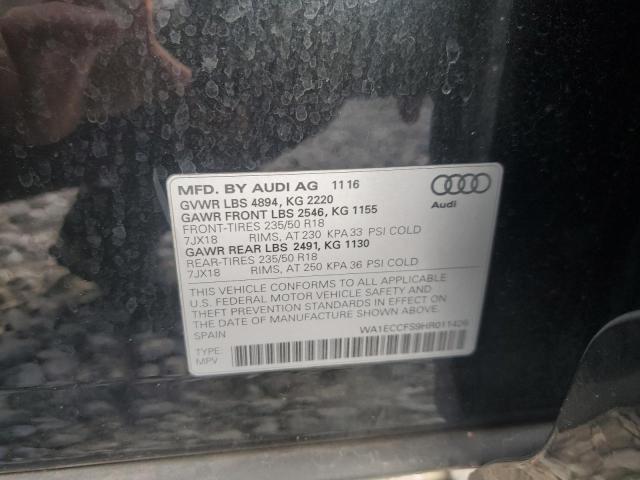 MFD. BY AUDI AG 11 16
GVWR LBS 4894, KG 2220
GAWR FRONT LBS 2546, KG 1155
FRONT-TIRES 235/50 R18
7JX18 RIMS, AT 230 KPA 33 PSI COLD
GAWR REAR LBS 2491, KG 1130
REAR-TIRES 235/50 R18
7JX18 RIMS, AT 250 KPA 36 PSI COLD
Audi
THIS VEHICLE CONFORMS TO ALL APPLICABLE
U.S. FEDERAL MOTOR VEHICLE SAFETY AND
THEFT PREVENTION STANDARDS IN EFFECT ON
THE DATE OF MANUFACTURE SHOWN ABOVE.
SPAIN
WA1ECCFS9HR011426
TYPE:
MPV